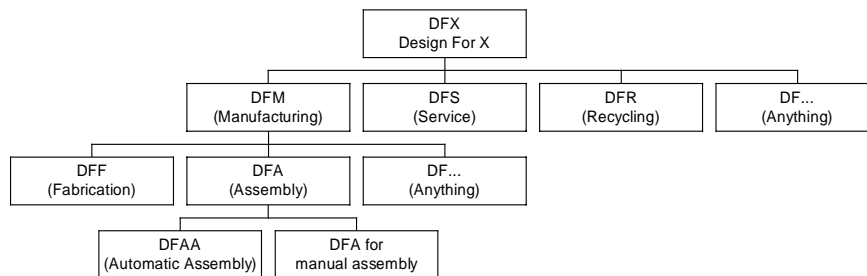 DFX
Design For X
DFM
(Manufacturing)
DFS
(Service)
DFR
(Recycling)
DF...
(Anything)
DFF
(Fabrication)
DFA
(Assembly)
DF...
(Anything)
DFAA
(Automatic Assembly)
DFA for
manual assembly